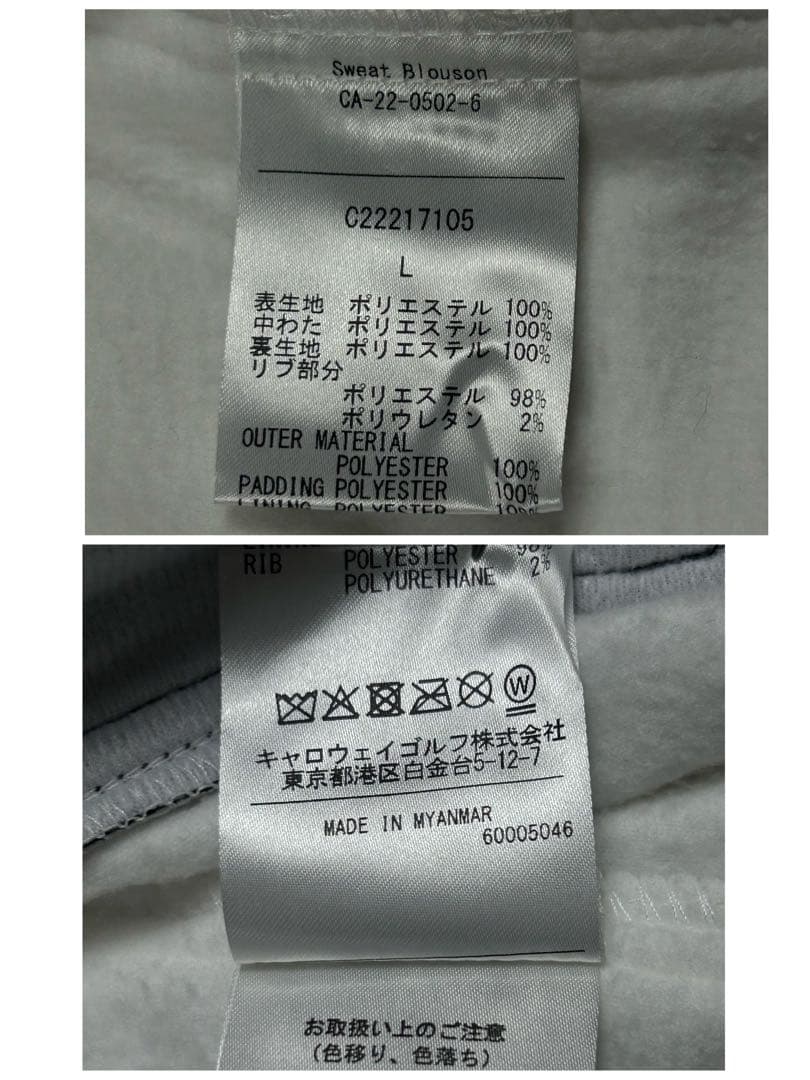 Sweat Blouson
CA-22-0502-6
C22217105
L
表生地 ポリエステル 100%
中わた ポリエステル 100%
裏生地 ポリエステル 100%
リブ部分
ポリエステル 98%
ポリウレタン 2%
OUTER MATERIAL
POLYESTER 100%
PADDING POLYESTER 100%
LINING POLYESTER 100%
POLYESTER 98%
RIB
POLYURETHANE 2%
W
キャロウェイゴルフ株式会社
東京都港区白金台5-12-7
MADE IN MYANMAR
60005046
お取扱い上のご注意
(色移り、色落ち)